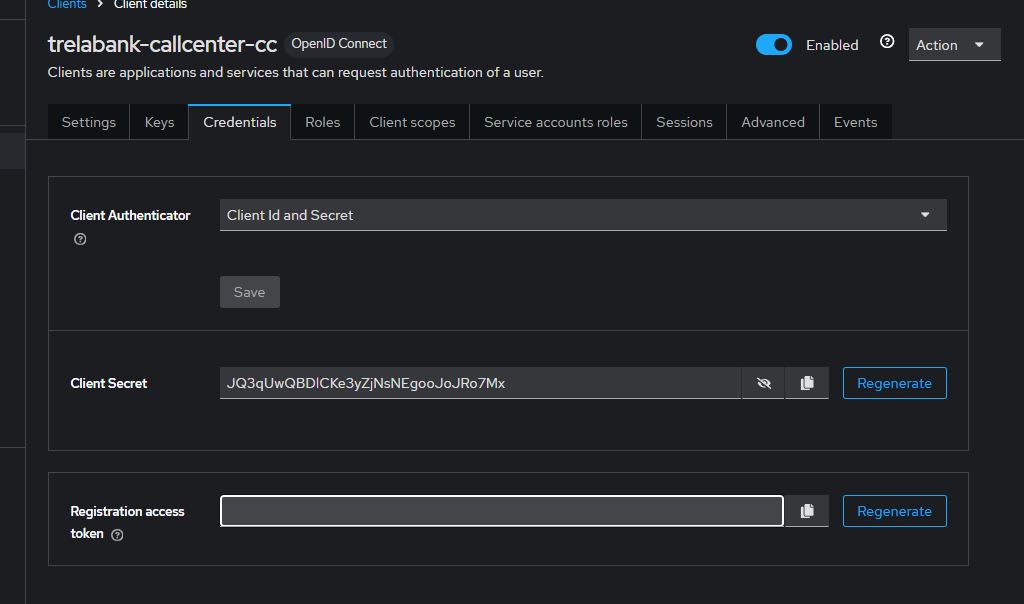 Clients > Client details
trelabank-callcenter-cc OpenID Connect Enabled Action
Clients are applications and services that can request authentication of a user.
Settings Keys Credentials Roles Client scopes Service accounts roles Sessions Advanced Events
Client Authenticator Client Id and Secret
Save
Client Secret JQ3qUwQBDlCKe3yZjNsNEgooJoJRo7Mx Regenerate
Registration access Regenerate
token